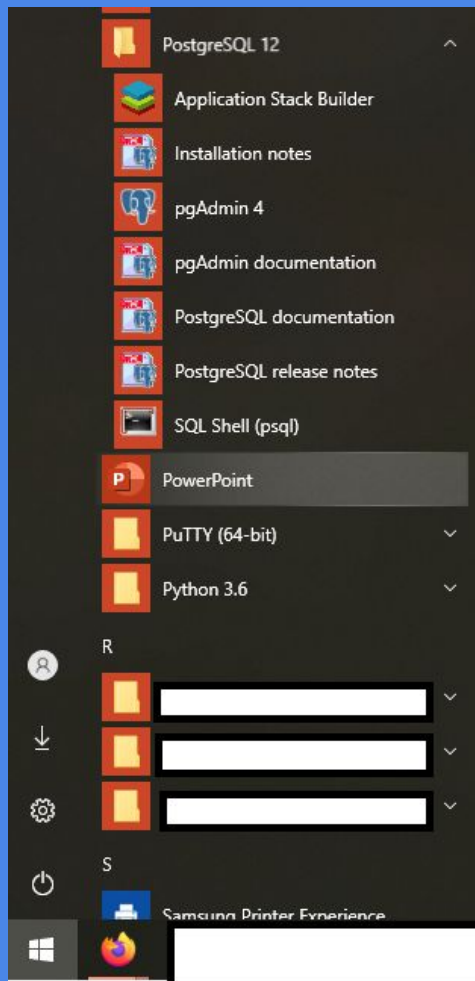 PostgreSQL 12
Application Stack Builder
Installation notes
pgAdmin 4
pgAdmin documentation
PostgreSQL documentation
PostgreSQL release notes
SQL Shell (psql)
PowerPoint
PuTTY (64-bit)
Python 3.6
R
S
Samsung Printer Experience